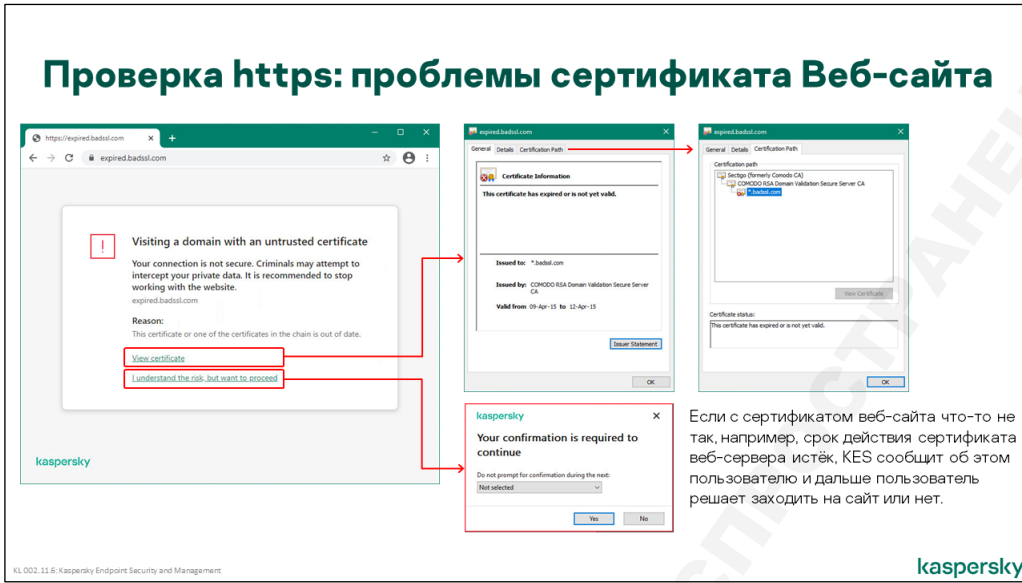 Проверка https: проблемы сертификата Веб-сайта
https://expired.badssl.com
expired.badssl.com
Visiting a domain with an untrusted certificate
Your connection is not secure. Criminals may attempt to
intercept your private data. It is recommended to stop
working with the website.
expired.badssl.com
Reason:
This certificate or one of the certificates in the chain is out of date.
View certificate
I understand the risk, but want to proceed
kaspersky
expired.badssl.com
General Details Certification Path
Certificate Information
This certificate has expired or is not yet valid.
Issued to: *.badssl.com
Issued by: COMODO RSA Domain Validation Secure Server
CA
Valid from 09-Apr-15 to 12-Apr-15
Issuer Statement
OK
expired.badssl.com
General Details Certification Path
Certification path
Sectigo (formerly Comodo CA)
COMODO RSA Domain Validation Secure Server CA
*.badssl.com
View Certificate
Certificate status:
This certificate has expired or is not yet valid.
OK
kaspersky
Your confirmation is required to
continue
Do not prompt for confirmation during the next:
Not selected
Yes No
Если с сертификатом веб-сайта что-то не
так, например, срок действия сертификата
веб-сервера истёк, KES сообщит об этом
пользователю и дальше пользователь
решает заходить на сайт или нет.
KL 002.11.6: Kaspersky Endpoint Security and Management
kaspersky